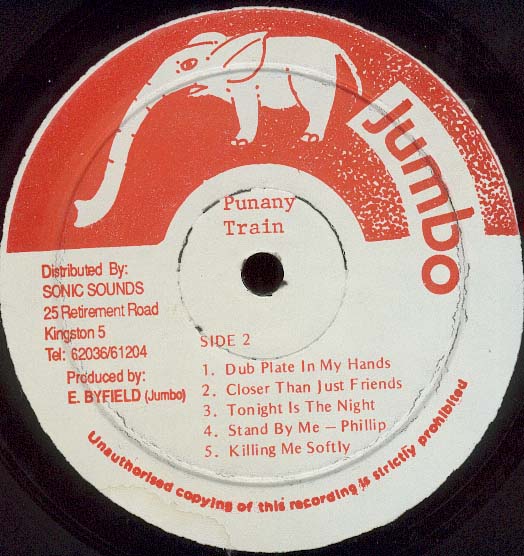 Jumbo
Punany
Train
Distributed By:
SONIC SOUNDS
25 Retirement Road
Kingston 5
Tel: 62036/61204
Produced by:
E. BYFIELD (Jumbo)
SIDE 2
1. Dub Plate In My Hands
2. Closer Than Just Friends
3. Tonight Is The Night
4. Stand By Me — Phillip
5. Killing Me Softly
Unauthorised copying of this recording is strictly prohibited